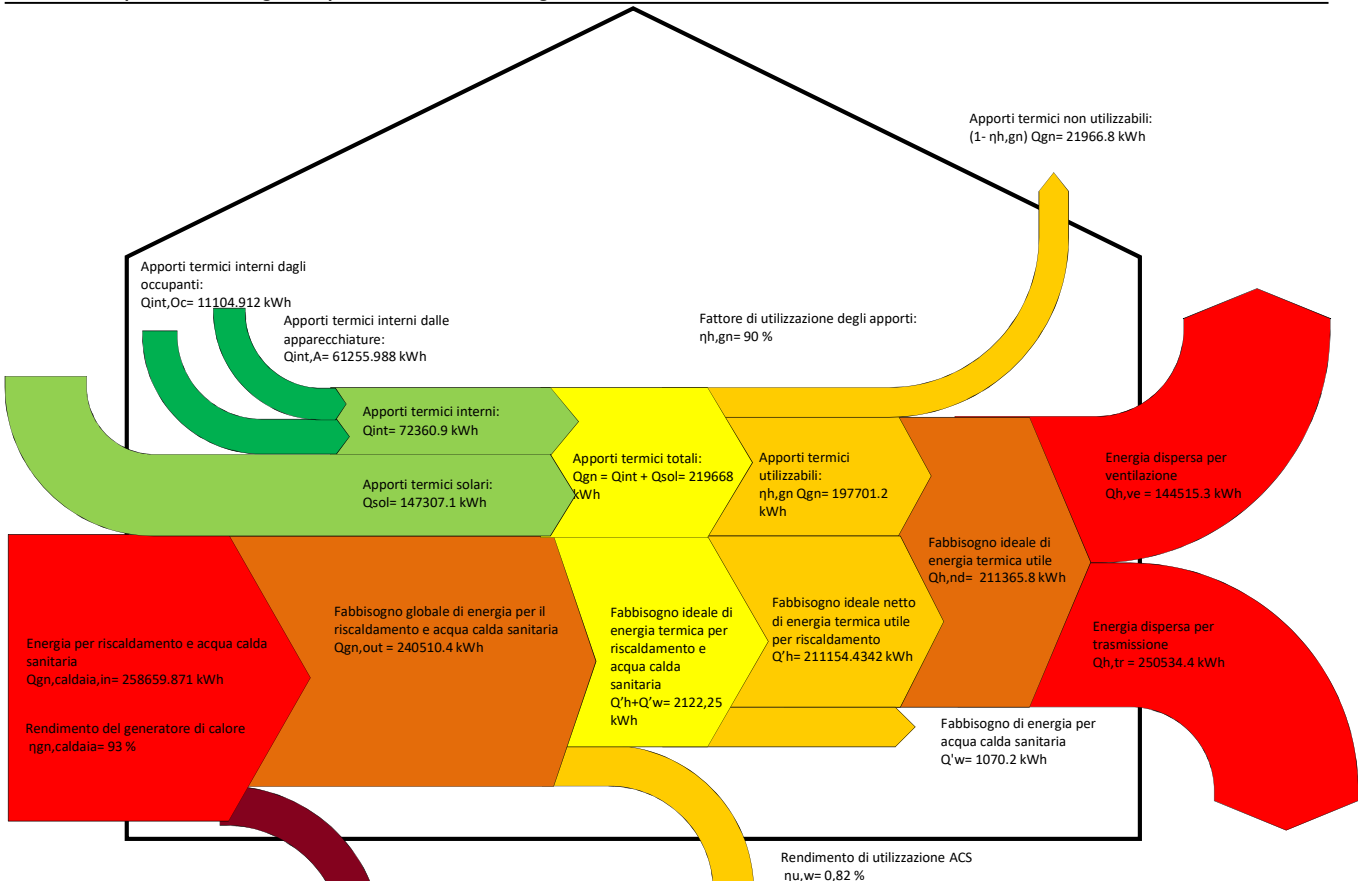 Apporti termici non utilizzabili:
(1- ηh,gn) Qgn= 21966.8 kWh
Apporti termici interni dagli
occupanti:
Qint,Oc= 11104.912 kWh
Apporti termici interni dalle
apparecchiature:
Qint,A= 61255.988 kWh
Fattore di utilizzazione degli apporti:
ηh,gn= 90 %
Apporti termici interni:
Qint= 72360.9 kWh
Apporti termici solari:
Qsol= 147307.1 kWh
Apporti termici totali:
Qgn = Qint + Qsol= 219668
kWh
Apporti termici
utilizzabili:
ηh,gn Qgn= 197701.2
kWh
Energia dispersa per
ventilazione
Qh,ve = 144515.3 kWh
Fabbisogno ideale di
energia termica utile
Qh,nd=  211365.8 kWh
Energia per riscaldamento e acqua calda
sanitaria
Qgn,caldaia,in= 258659.871 kWh
Rendimento del generatore di calore
ηgn,caldaia= 93 %
Fabbisogno globale di energia per il
riscaldamento e acqua calda sanitaria
Qgn,out = 240510.4 kWh
Fabbisogno ideale di
energia termica per
riscaldamento e
acqua calda
sanitaria
Q’h+Q’w= 2122,25
kWh
Fabbisogno ideale netto
di energia termica utile
per riscaldamento
Q’h= 211154.4342 kWh
Energia dispersa per
trasmissione
Qh,tr = 250534.4 kWh
Fabbisogno di energia per
acqua calda sanitaria
Q'w= 1070.2 kWh
Rendimento di utilizzazione ACS
ηu,w= 0,82 %